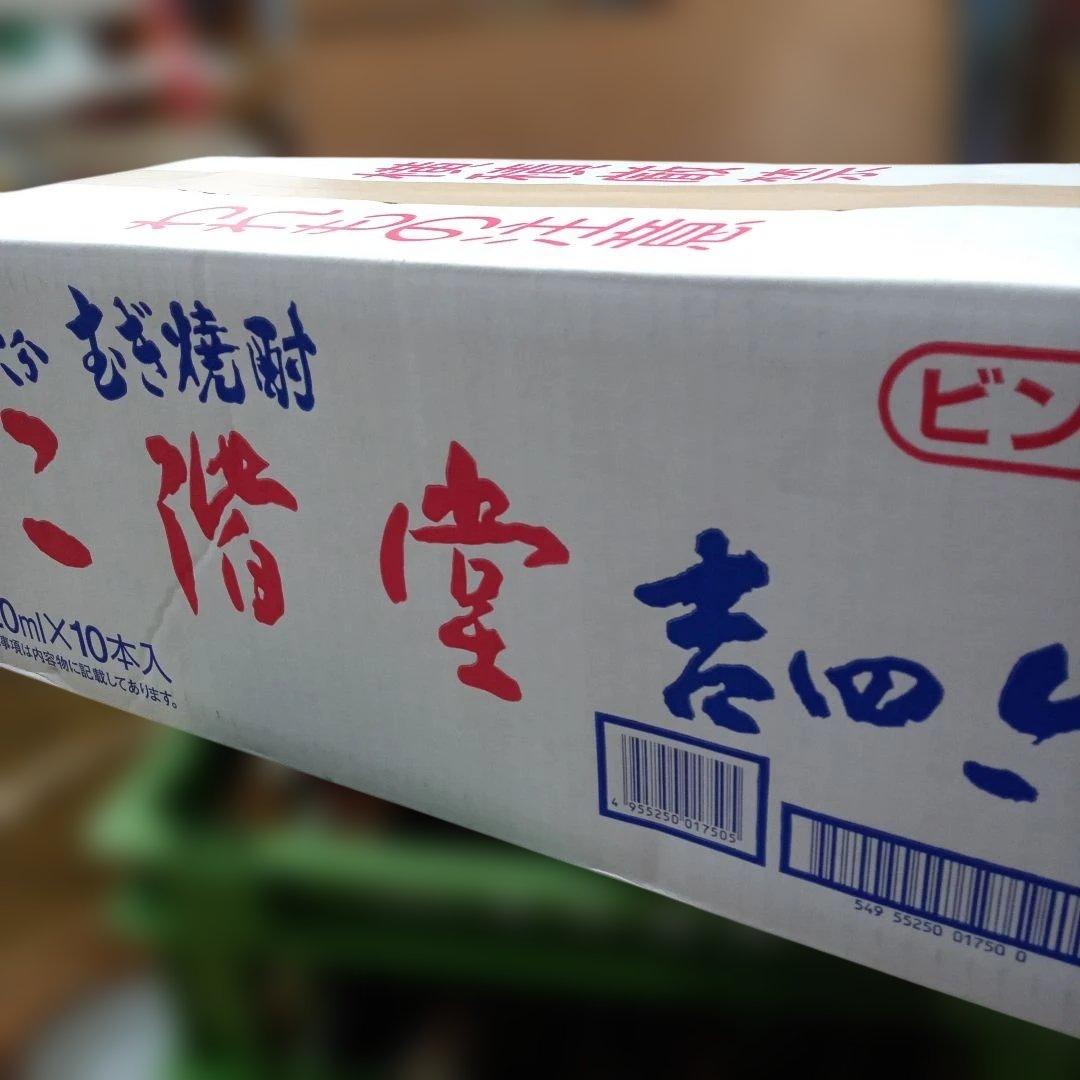 むぎ焼酎
二階堂
吉四
ビン
0ml×10本入
事項は内容物に記載してあります。
4 955250 017505
549 55250 01750 0